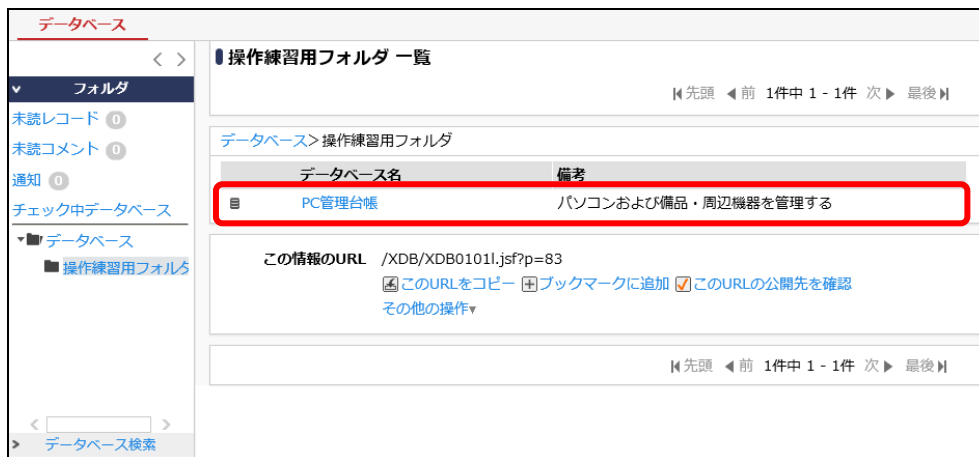 データベース
< >
フォルダ
未読レコード 0
未読コメント 0
通知 0
チェック中データベース
データベース
操作練習用フォルダ
データベース検索
操作練習用フォルダ 一覧
先頭 前 1件中 1 - 1件 次 最後
データベース>操作練習用フォルダ
データベース名 備考
PC管理台帳 パソコンおよび備品・周辺機器を管理する
この情報のURL /XDB/XDB0101l.jsf?p=83
このURLをコピー ブックマークに追加 このURLの公開先を確認
その他の操作▾
先頭 前 1件中 1 - 1件 次 最後